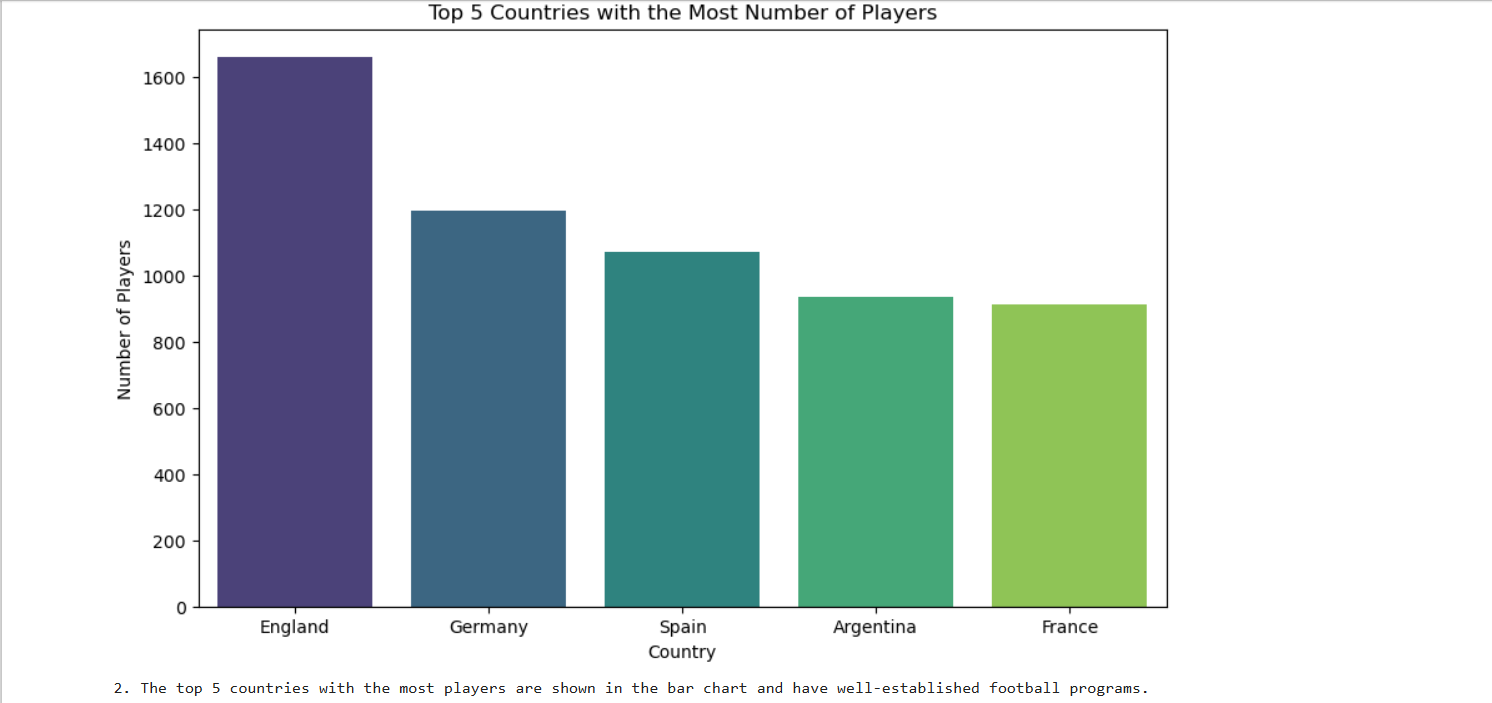 Top 5 Countries with the Most Number of Players
1600
1400
1200
1000
800
600
400
200
0
Number of Players
England Germany Spain Argentina France
Country
2. The top 5 countries with the most players are shown in the bar chart and have well-established football programs.